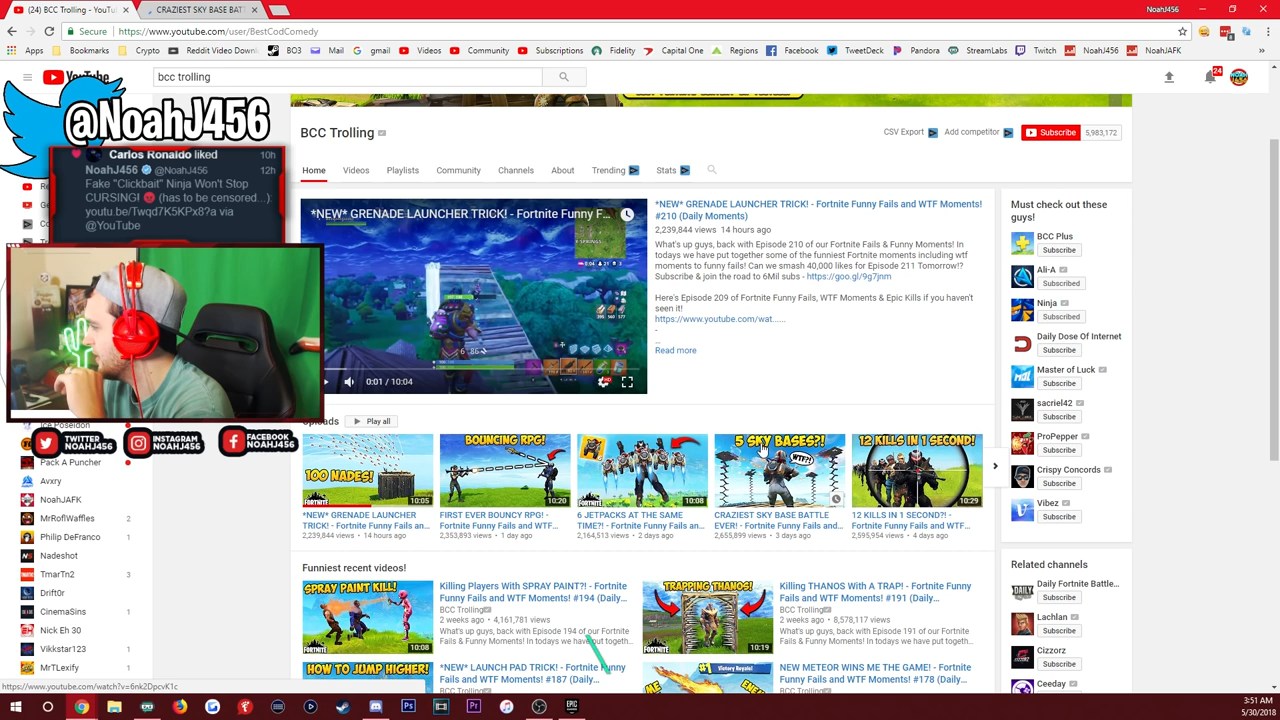 (24) BCC Trolling - YouTu
CRAZIEST SKY BASE BATT
NoahJ456
Secure
https://www.youtube.com/user/BestCodComedy
Apps
Bookmarks
Crypto
Reddit Video Down
BO3
Mail
gmail
Videos
Community
Subscriptions
Fidelity
Capital One
Regions
Facebook
TweetDeck
Pandora
StreamLabs
Twitch
NoahJ456
NoahJAFK
YouTube
bcc trolling
24
@NoahJ456
Carlos Ronaldo liked
10h
NoahJ456 @NoahJ456
12h
Fake "Clickbait" Ninja Won't Stop
CURSING! (has to be censored...):
youtu.be/Twqd7K5KPx8?a via
@YouTube
BCC Trolling
CSV Export
Add competitor
Subscribe
5,983,172
Home
Videos
Playlists
Community
Channels
About
Trending
Stats
*NEW* GRENADE LAUNCHER TRICK! - Fortnite Funny F...
0:01 / 10:04
*NEW* GRENADE LAUNCHER TRICK! - Fortnite Funny Fails and WTF Moments!
#210 (Daily Moments)
2,239,844 views
14 hours ago
What's up guys, back with Episode 210 of our Fortnite Fails & Funny Moments! In
todays we have put together some of the funniest Fortnite moments including wtf
moments to funny fails! Can we smash 40,000 likes for Episode 211 Tomorrow!?
Subscribe & join the road to 6Mil subs - https://goo.gl/9g7jnm
Here's Episode 209 of Fortnite Funny Fails, WTF Moments & Epic Kills if you haven't
seen it!
https://www.youtube.com/wat......
-
...
Read more
Must check out these
guys!
BCC Plus
Subscribe
Ali-A
Subscribed
Ninja
Subscribed
Daily Dose Of Internet
Subscribe
Master of Luck
Subscribe
sacriel42
Subscribe
ProPepper
Subscribe
Crispy Concords
Subscribe
Vibez
Subscribe
Related channels
Daily Fortnite Battle...
Subscribe
Lachlan
Subscribe
Cizzorz
Subscribe
Ceeday
Uploads
Play all
100 NADES!
10:05
*NEW* GRENADE LAUNCHER
TRICK! - Fortnite Funny Fails an...
2,239,844 views • 14 hours ago
BOUNCING RPG!
10:20
FIRST EVER BOUNCY RPG! -
Fortnite Funny Fails and WTF...
2,353,893 views • 1 day ago
FORTNITE
10:08
6 JETPACKS AT THE SAME
TIME?! - Fortnite Funny Fails an...
2,164,513 views • 2 days ago
5 SKY BASES?!
WTF?!
FORTNITE
CRAZIEST SKY BASE BATTLE
EVER! - Fortnite Funny Fails and...
2,655,899 views • 3 days ago
12 KILLS IN 1 SECOND!
FORTNITE
10:29
12 KILLS IN 1 SECOND?! -
Fortnite Funny Fails and WTF...
2,595,954 views • 4 days ago
Funniest recent videos!
SPRAY PAINT KILL!
FORTNITE
10:08
Killing Players With SPRAY PAINT?! - Fortnite
Funny Fails and WTF Moments! #194 (Daily...
BCC Trolling
2 weeks ago • 4,161,781 views
What's up guys, back with Episode 194 of our Fortnite
Fails & Funny Moments! In todays we have put togeth...
TRAPPING THANOS!
FORTNITE
10:19
Killing THANOS With A TRAP! - Fortnite Funny
Fails and WTF Moments! #191 (Daily...
BCC Trolling
2 weeks ago • 8,578,117 views
What's up guys, back with Episode 191 of our Fortnite
Fails & Funny Moments! In todays we have put togeth...
HOW TO JUMP HIGHER!
*NEW* LAUNCH PAD TRICK! - Fortnite Funny
Fails and WTF Moments! #187 (Daily...
BCC Trolling
#1 Victory Royale!
NEW METEOR WINS ME THE GAME! - Fortnite
Funny Fails and WTF Moments! #178 (Daily...
BCC Trolling
Ice Poseidon
TWITTER
NOAHJ456
INSTAGRAM
NOAHJ456
FACEBOOK
NOAHJ456
Pack A Puncher
Avxry
NoahJAFK
MrRoflWaffles
2
Philip DeFranco
1
Nadeshot
TmarTn2
3
Drift0r
CinemaSins
1
Nick Eh 30
Vikkstar123
1
MrTLexify
1
https://www.youtube.com/watch?v=6nk2DpcvK1c
3:51 AM
5/30/2018